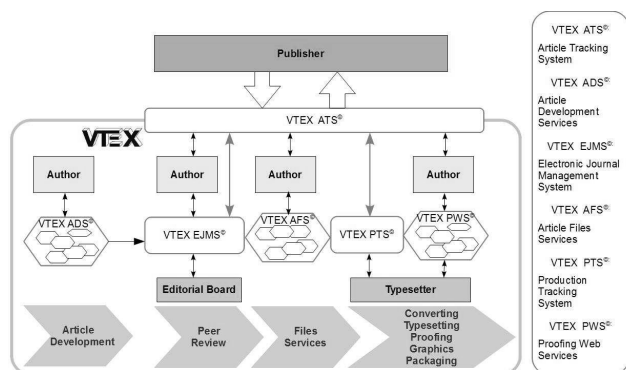 Publisher
VTEX ATS©
VTEX
Author
Author
Author
Author
VTEX ADS©
VTEX EJMS©
VTEX AFS©
VTEX PTS©
VTEX PWS©
Editorial Board
Typesetter
Article
Development
Peer
Review
Files
Services
Converting
Typesetting
Proofing
Graphics
Packaging
VTEX ATS©:
Article Tracking
System
VTEX ADS©:
Article
Development
Services
VTEX EJMS©:
Electronic Journal
Management
System
VTEX AFS©:
Article Files
Services
VTEX PTS©:
Production
Tracking
System
VTEX PWS©:
Proofing Web
Services